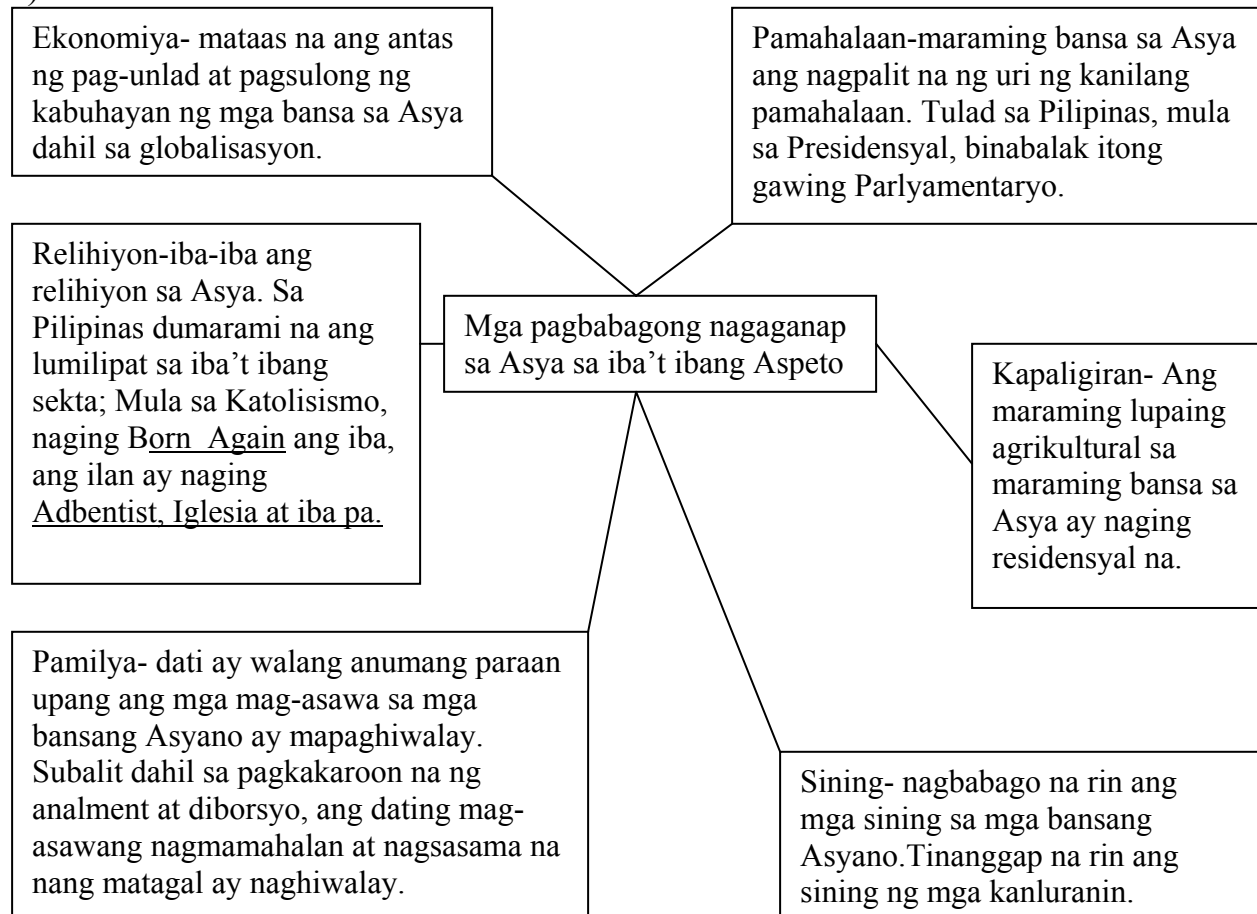 )
Ekonomiya- mataas na ang antas
ng pag-unlad at pagsulong ng
kabuhayan ng mga bansa sa Asya
dahil sa globalisasyon.
Pamahalaan-maraming bansa sa Asya
ang nagpalit na ng uri ng kanilang
pamahalaan. Tulad sa Pilipinas, mula
sa Presidensyal, binabalak itong
gawing Parlyamentaryo.
Relihiyon-iba-iba ang
relihiyon sa Asya. Sa
Pilipinas dumarami na ang
lumilipat sa iba’t ibang
sekta; Mula sa Katolisismo,
naging Born  Again ang iba,
ang ilan ay naging
Adbentist, Iglesia at iba pa.
Mga pagbabagong nagaganap
sa Asya sa iba’t ibang Aspeto
Kapaligiran- Ang
maraming lupaing
agrikultural sa
maraming bansa sa
Asya ay naging
residensyal na.
Pamilya- dati ay walang anumang paraan
upang ang mga mag-asawa sa mga
bansang Asyano ay mapaghiwalay.
Subalit dahil sa pagkakaroon na ng
analment at diborsyo, ang dating mag-
asawang nagmamahalan at nagsasama na
nang matagal ay naghiwalay.
Sining- nagbabago na rin ang
mga sining sa mga bansang
Asyano.Tinanggap na rin ang
sining ng mga kanluranin.